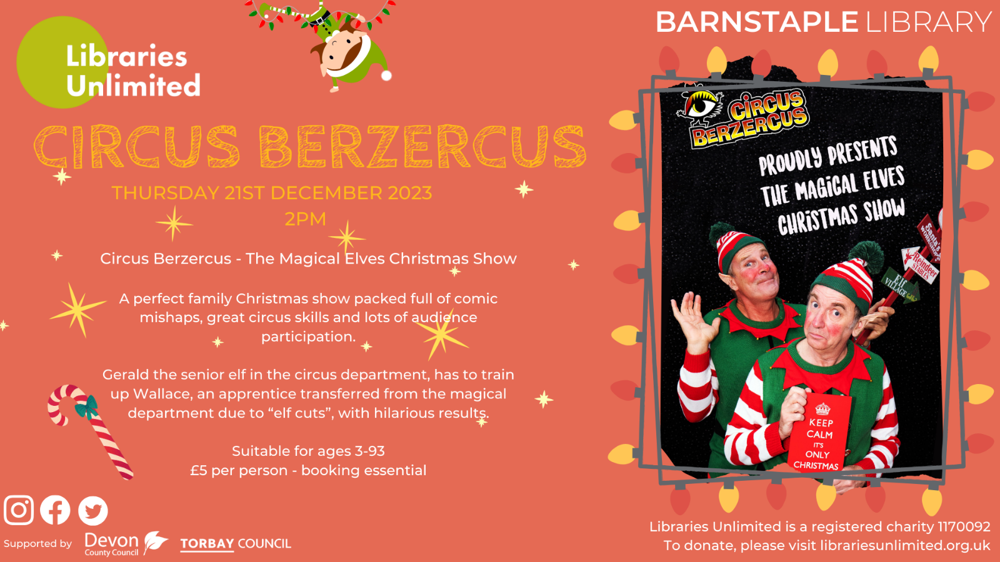 Libraries
Unlimited
BARNSTAPLE LIBRARY
CIRCUS BERZERCUS
THURSDAY 21ST DECEMBER 2023
2PM
Circus Berzercus - The Magical Elves Christmas Show
A perfect family Christmas show packed full of comic
mishaps, great circus skills and lots of audience
participation.
Gerald the senior elf in the circus department, has to train
up Wallace, an apprentice transferred from the magical
department due to “elf cuts”, with hilarious results.
Suitable for ages 3-93
£5 per person - booking essential
Supported by
Devon
County Council
TORBAY COUNCIL
CIRCUS
BERZERCUS
PROUDLY PRESENTS
THE MAGICAL ELVES
CHRISTMAS SHOW
Santa's
WORKSHOP
Reindeer
STABLES
Elf
VILLAGE
KEEP
CALM
IT'S
ONLY
CHRISTMAS
Libraries Unlimited is a registered charity 1170092
To donate, please visit librariesunlimited.org.uk